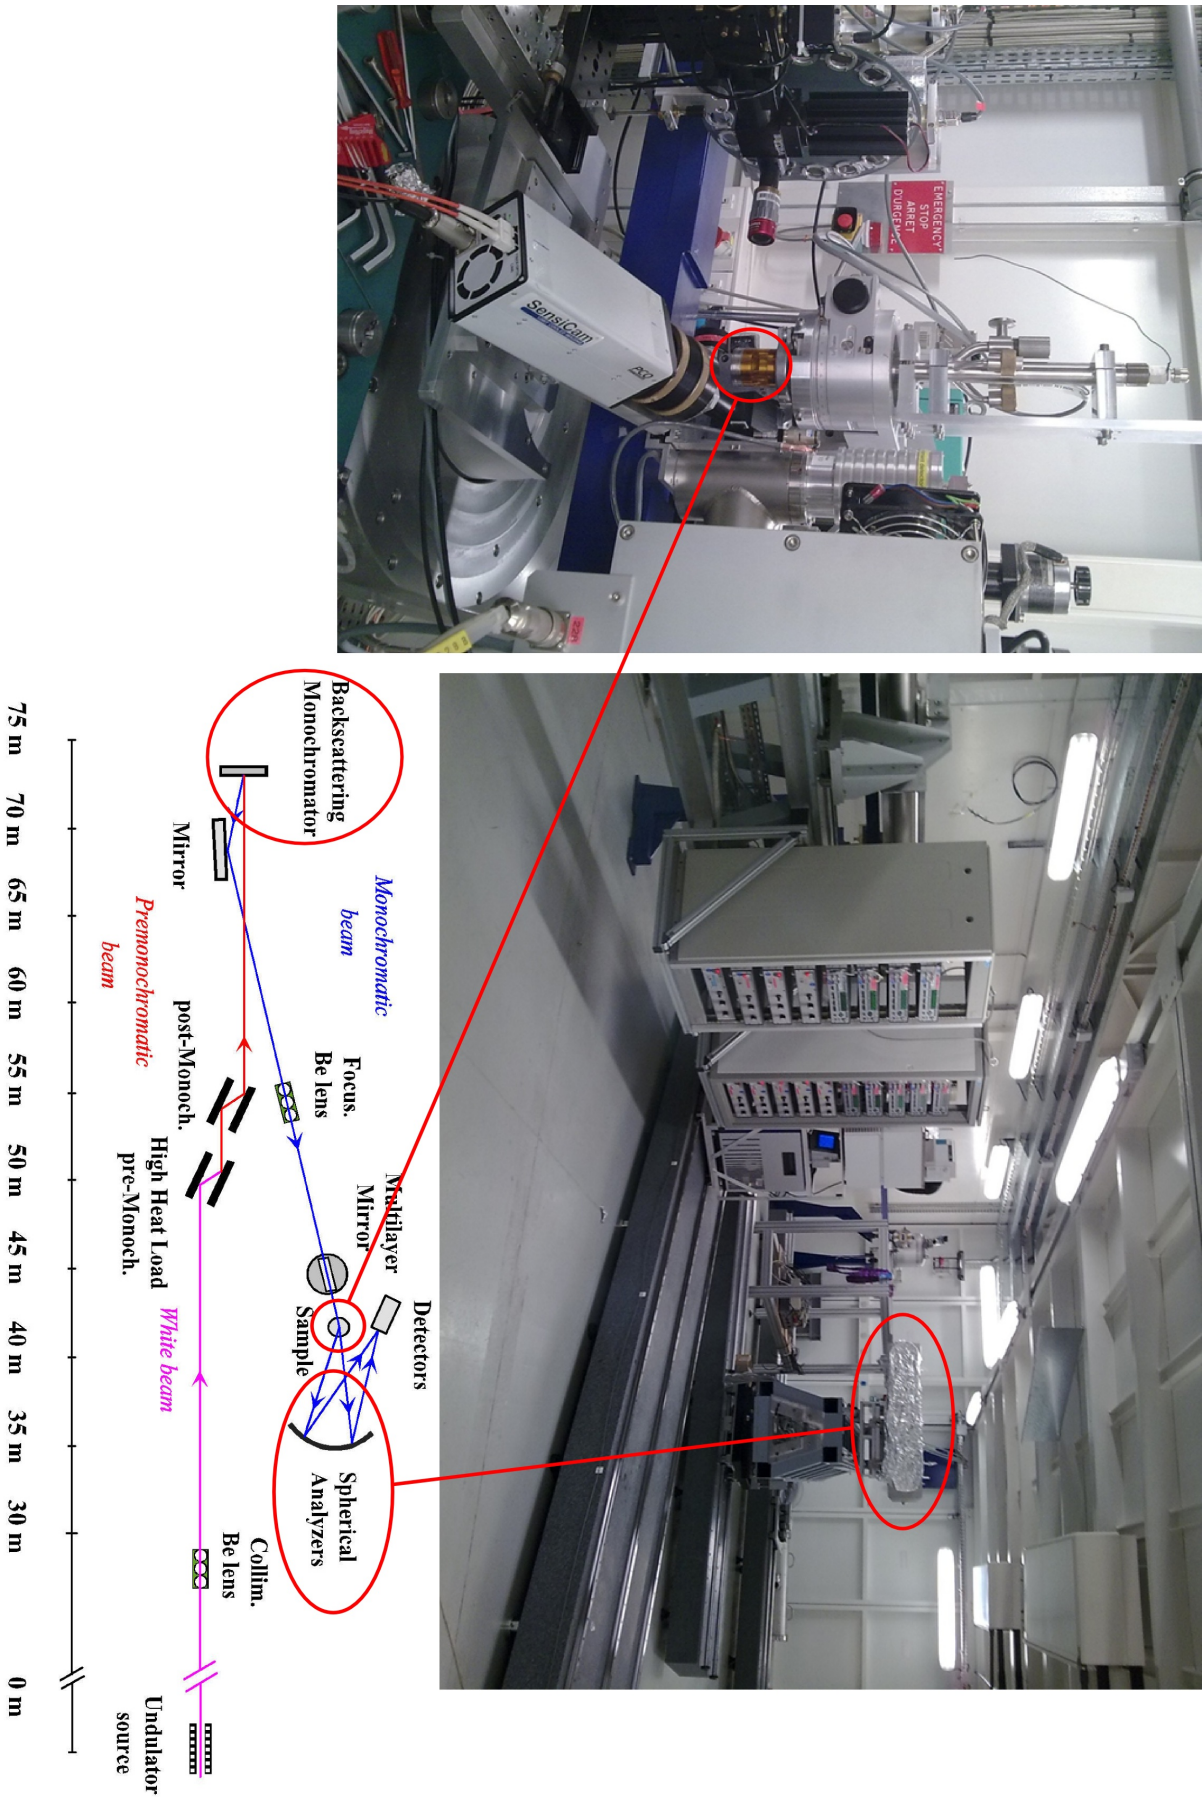 EMERGENCY
STOP
ARRET
D'URGENCE
SensiCam
PCO
Backscattering
Monochromator
Mirror
Monochromatic
beam
Premonochromatic
beam
post-Monoch.
Focus.
Be lens
High Heat Load
pre-Monoch.
Multilayer
Mirror
Sample
Detectors
White beam
Spherical
Analyzers
Collim.
Be lens
Undulator
source
75 m
70 m
65 m
60 m
55 m
50 m
45 m
40 m
35 m
30 m
0 m